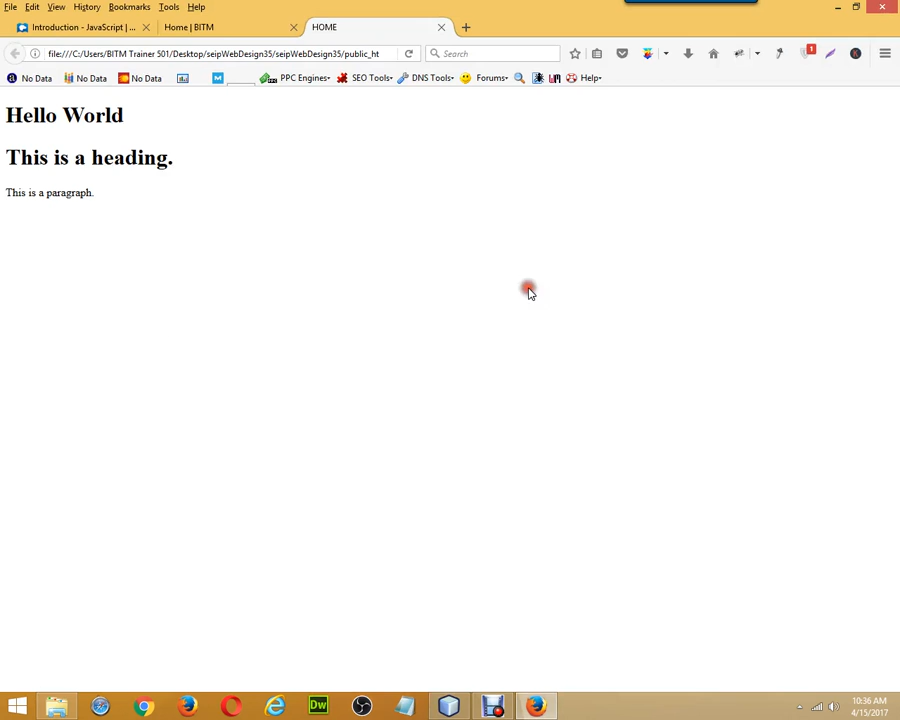 File Edit View History Bookmarks Tools Help
Introduction - JavaScript | ... Home | BITM HOME
file:///C:/Users/BITM Trainer 501/Desktop/seipWebDesign35/seipWebDesign35/public_ht Search 1
No Data No Data No Data PPC Engines SEO Tools DNS Tools Forums Help
Hello World
This is a heading.
This is a paragraph.
Dw 10:36 AM
4/15/2017